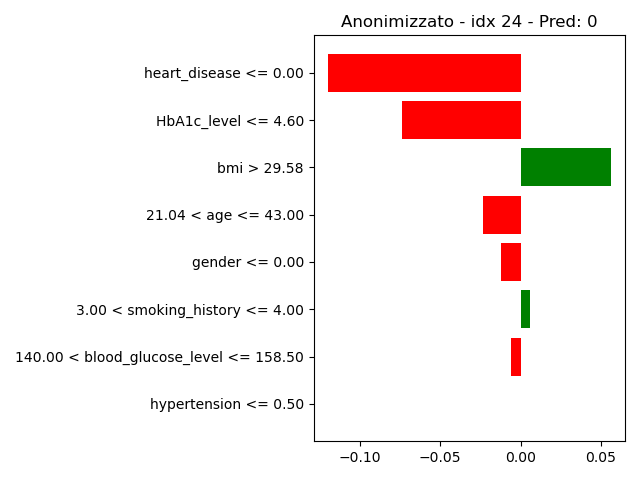 Anonimizzato - idx 24 - Pred: 0
heart_disease <= 0.00
HbA1c_level <= 4.60
bmi > 29.58
21.04 < age <= 43.00
gender <= 0.00
3.00 < smoking_history <= 4.00
140.00 < blood_glucose_level <= 158.50
hypertension <= 0.50
−0.10 −0.05 0.00 0.05